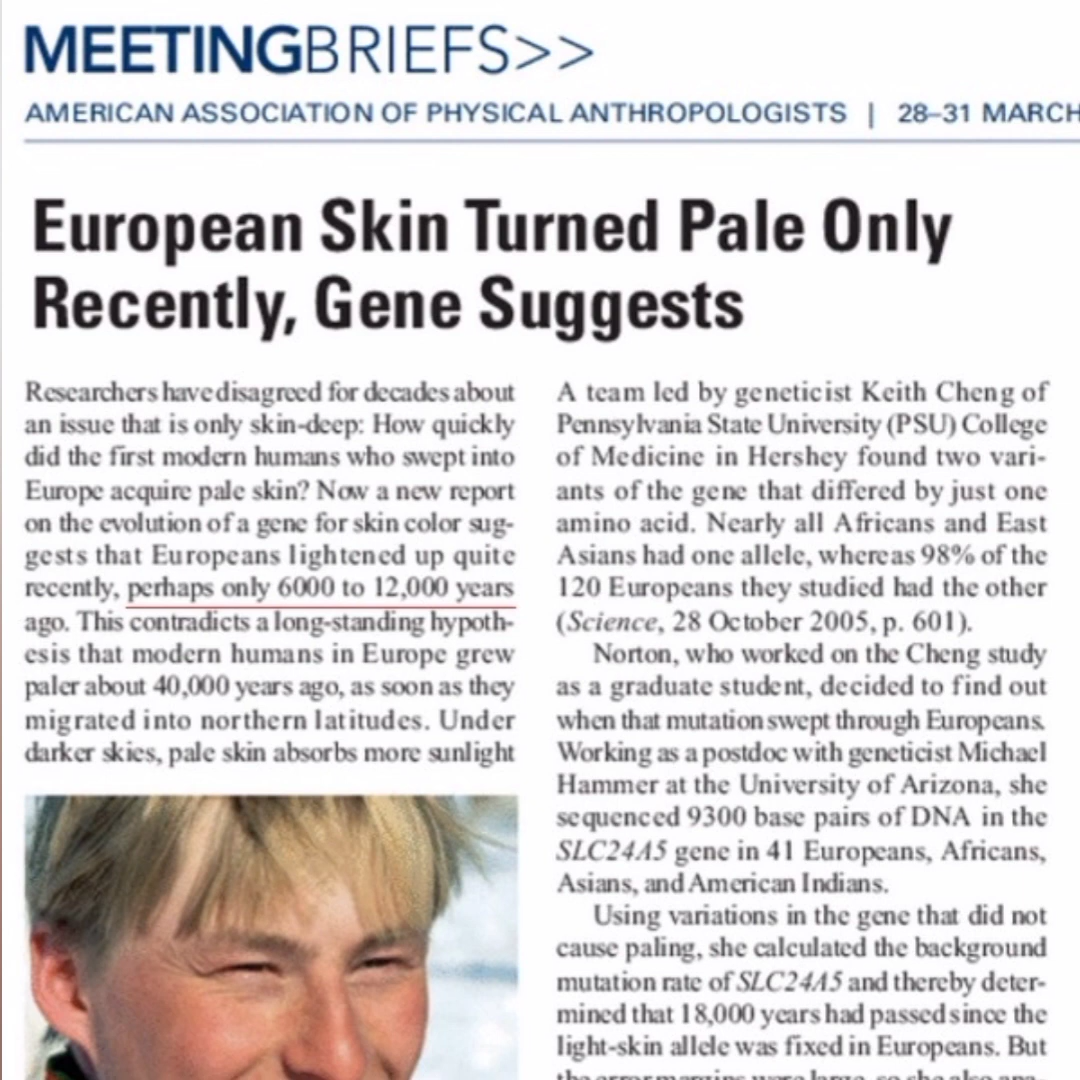 MEETINGBRIEFS>>
AMERICAN ASSOCIATION OF PHYSICAL ANTHROPOLOGISTS | 28–31 MARCH
European Skin Turned Pale Only
Recently, Gene Suggests
Researchers have disagreed for decades about
an issue that is only skin-deep: How quickly
did the first modern humans who swept into
Europe acquire pale skin? Now a new report
on the evolution of a gene for skin color sug-
gests that Europeans lightened up quite
recently, perhaps only 6000 to 12,000 years
ago. This contradicts a long-standing hypoth-
esis that modern humans in Europe grew
paler about 40,000 years ago, as soon as they
migrated into northern latitudes. Under
darker skies, pale skin absorbs more sunlight
A team led by geneticist Keith Cheng of
Pennsylvania State University (PSU) College
of Medicine in Hershey found two vari-
ants of the gene that differed by just one
amino acid. Nearly all Africans and East
Asians had one allele, whereas 98% of the
120 Europeans they studied had the other
(Science, 28 October 2005, p. 601).
Norton, who worked on the Cheng study
as a graduate student, decided to find out
when that mutation swept through Europeans.
Working as a postdoc with geneticist Michael
Hammer at the University of Arizona, she
sequenced 9300 base pairs of DNA in the
SLC24A5 gene in 41 Europeans, Africans,
Asians, and American Indians.
Using variations in the gene that did not
cause paling, she calculated the background
mutation rate of SLC24A5 and thereby deter-
mined that 18,000 years had passed since the
light-skin allele was fixed in Europeans. But
the error margins were large, so she also ana-